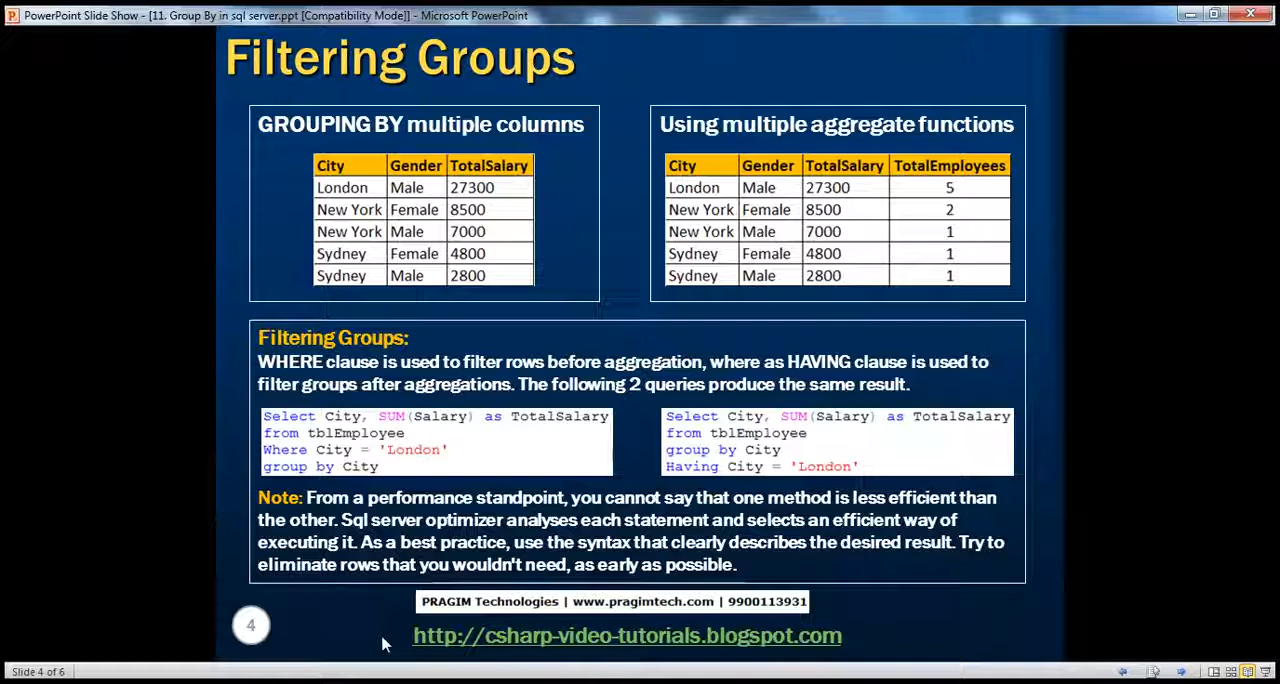 PowerPoint Slide Show - [11. Group By in sql server.ppt [Compatibility Mode]] - Microsoft PowerPoint
Filtering Groups
GROUPING BY multiple columns
City Gender TotalSalary
London Male 27300
New York Female 8500
New York Male 7000
Sydney Female 4800
Sydney Male 2800
Using multiple aggregate functions
City Gender TotalSalary TotalEmployees
London Male 27300 5
New York Female 8500 2
New York Male 7000 1
Sydney Female 4800 1
Sydney Male 2800 1
Filtering Groups:
WHERE clause is used to filter rows before aggregation, where as HAVING clause is used to
filter groups after aggregations. The following 2 queries produce the same result.
Select City, SUM(Salary) as TotalSalary
from tblEmployee
Where City = 'London'
group by City
Select City, SUM(Salary) as TotalSalary
from tblEmployee
group by City
Having City = 'London'
Note: From a performance standpoint, you cannot say that one method is less efficient than
the other. Sql server optimizer analyses each statement and selects an efficient way of
executing it. As a best practice, use the syntax that clearly describes the desired result. Try to
eliminate rows that you wouldn't need, as early as possible.
PRAGIM Technologies | www.pragimtech.com | 9900113931
4
http://csharp-video-tutorials.blogspot.com
Slide 4 of 6